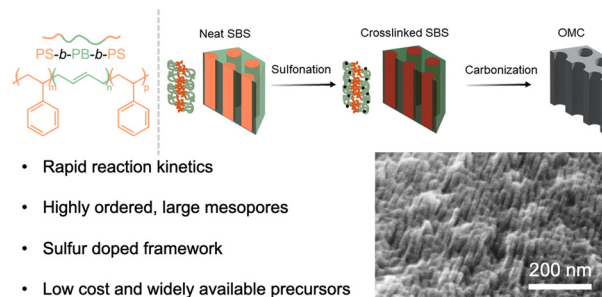 PS-b-PB-b-PS
m
n
p
Neat SBS
Sulfonation
Crosslinked SBS
Carbonization
OMC
• Rapid reaction kinetics
• Highly ordered, large mesopores
• Sulfur doped framework
• Low cost and widely available precursors
200 nm